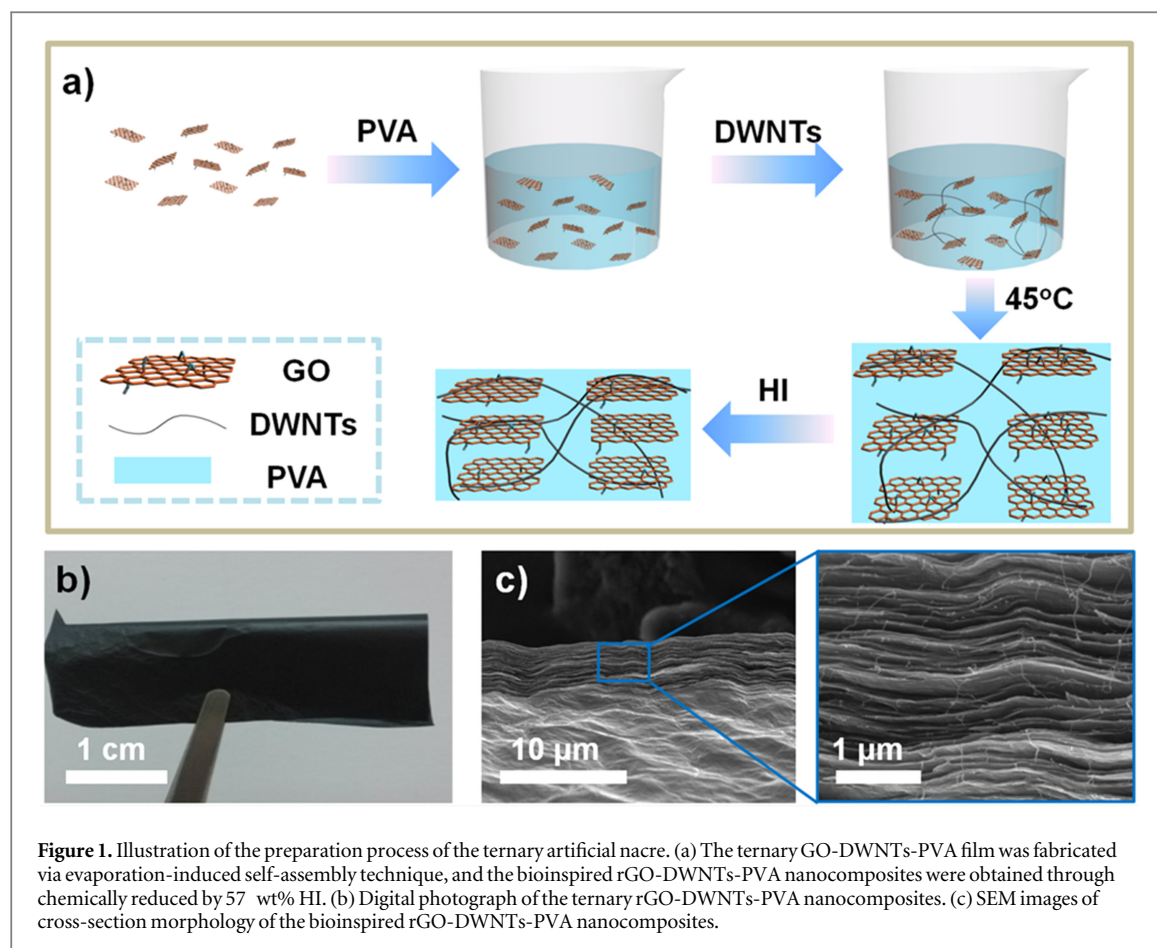 a)
PVA
DWNTs
45°C
HI
GO
DWNTs
PVA
b)
1 cm
c)
10 µm
1 µm
Figure 1. Illustration of the preparation process of the ternary artificial nacre. (a) The ternary GO-DWNTs-PVA film was fabricated
via evaporation-induced self-assembly technique, and the bioinspired rGO-DWNTs-PVA nanocomposites were obtained through
chemically reduced by 57 wt% HI. (b) Digital photograph of the ternary rGO-DWNTs-PVA nanocomposites. (c) SEM images of
cross-section morphology of the bioinspired rGO-DWNTs-PVA nanocomposites.